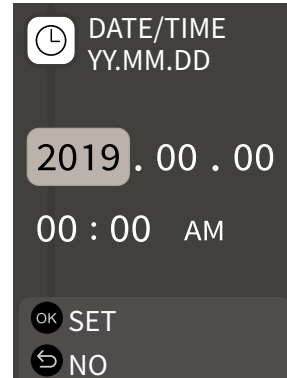 DATE/TIME
YY.MM.DD
2019 . 00 . 00
00 : 00 AM
OK SET
NO